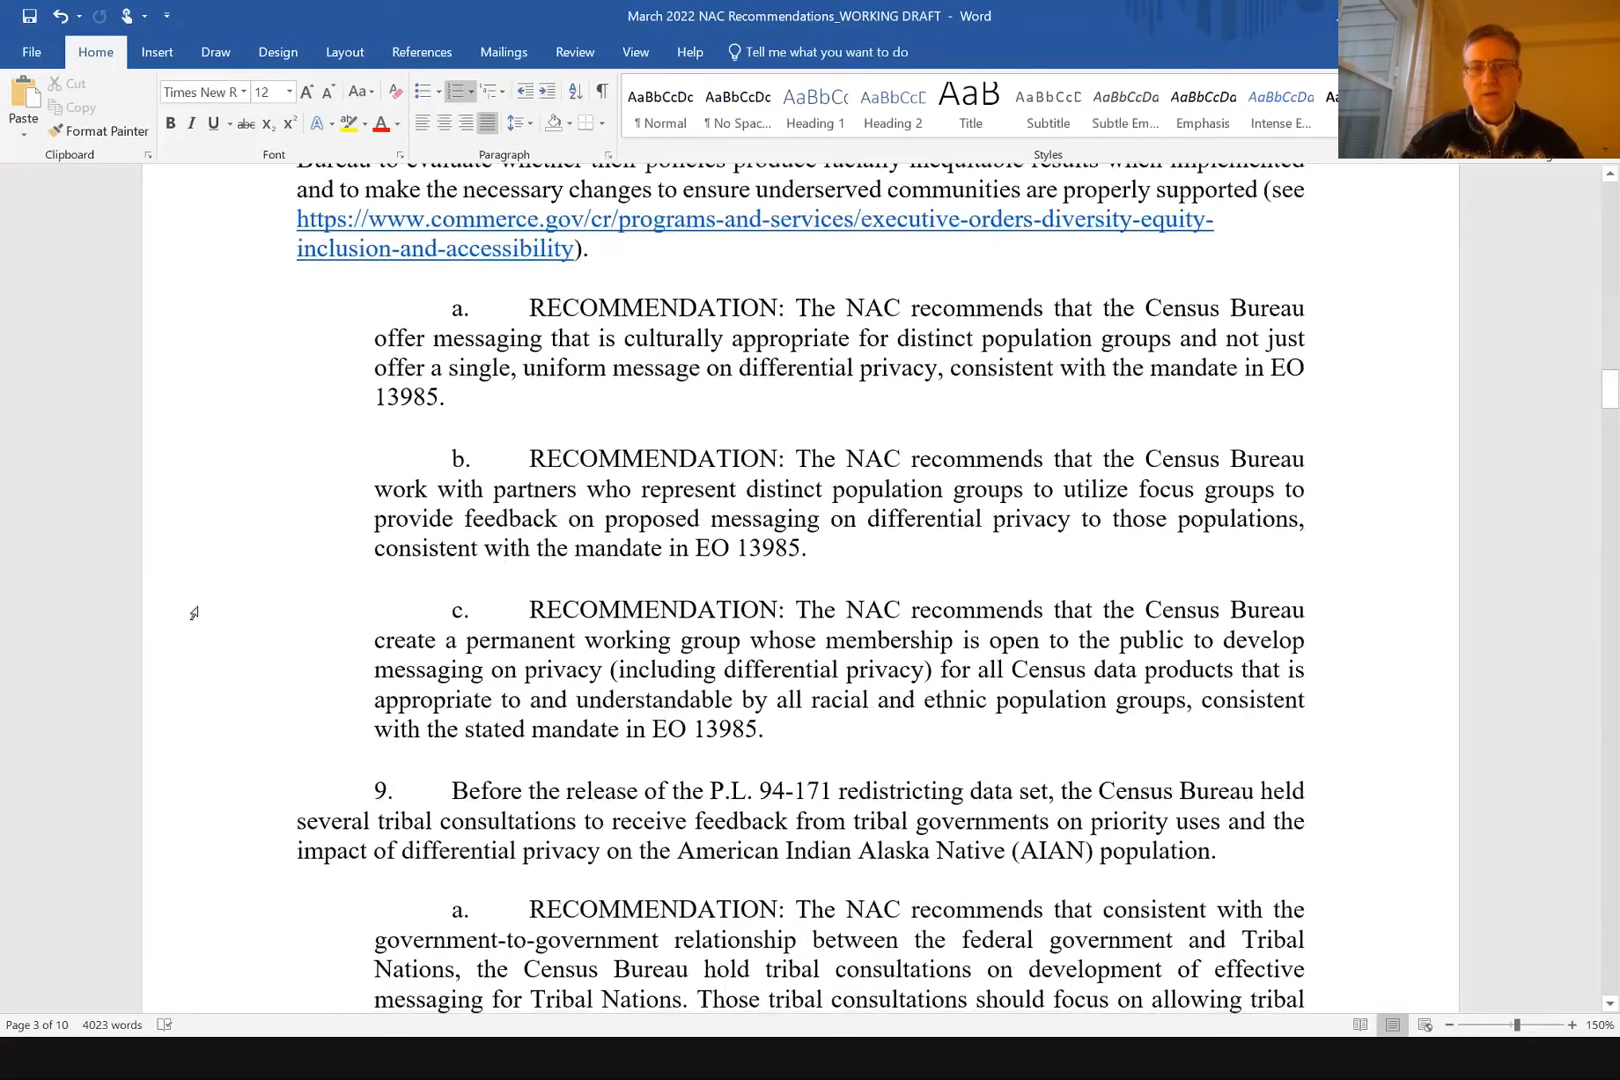 March 2022 NAC Recommendations_WORKING DRAFT - Word
File Home Insert Draw Design Layout References Mailings Review View Help Tell me what you want to do
Paste
Cut
Copy
Format Painter
Clipboard
Times New R 12
Font
Paragraph
AaBbCcDc AaBbCcDc AaBbCc AaBbCcD AaB AaBbCcD AaBbCcDa AaBbCcDa AaBbCcDa
¶ Normal ¶ No Spac... Heading 1 Heading 2 Title Subtitle Subtle Em... Emphasis Intense E...
Styles
Bureau to evaluate whether their policies produce racially inequitable results when implemented
and to make the necessary changes to ensure underserved communities are properly supported (see
https://www.commerce.gov/cr/programs-and-services/executive-orders-diversity-equity-
inclusion-and-accessibility).
a. RECOMMENDATION: The NAC recommends that the Census Bureau
offer messaging that is culturally appropriate for distinct population groups and not just
offer a single, uniform message on differential privacy, consistent with the mandate in EO
13985.
b. RECOMMENDATION: The NAC recommends that the Census Bureau
work with partners who represent distinct population groups to utilize focus groups to
provide feedback on proposed messaging on differential privacy to those populations,
consistent with the mandate in EO 13985.
c. RECOMMENDATION: The NAC recommends that the Census Bureau
create a permanent working group whose membership is open to the public to develop
messaging on privacy (including differential privacy) for all Census data products that is
appropriate to and understandable by all racial and ethnic population groups, consistent
with the stated mandate in EO 13985.
9. Before the release of the P.L. 94-171 redistricting data set, the Census Bureau held
several tribal consultations to receive feedback from tribal governments on priority uses and the
impact of differential privacy on the American Indian Alaska Native (AIAN) population.
a. RECOMMENDATION: The NAC recommends that consistent with the
government-to-government relationship between the federal government and Tribal
Nations, the Census Bureau hold tribal consultations on development of effective
messaging for Tribal Nations. Those tribal consultations should focus on allowing tribal
Page 3 of 10 4023 words 150%